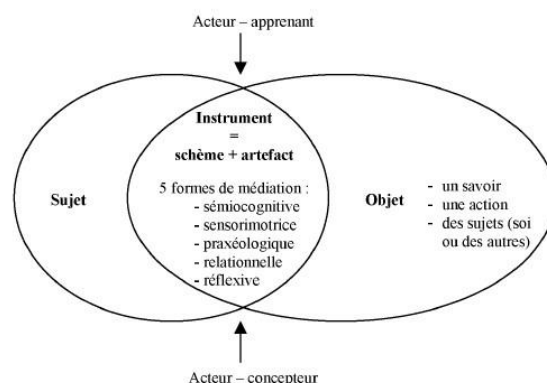 Acteur – apprenant
Instrument
=
schème + artefact
5 formes de médiation :
- sémiocognitive
- sensorimotrice
- praxéologique
- relationnelle
- réflexive
Sujet
Objet
- un savoir
- une action
- des sujets (soi
ou des autres)
Acteur – concepteur